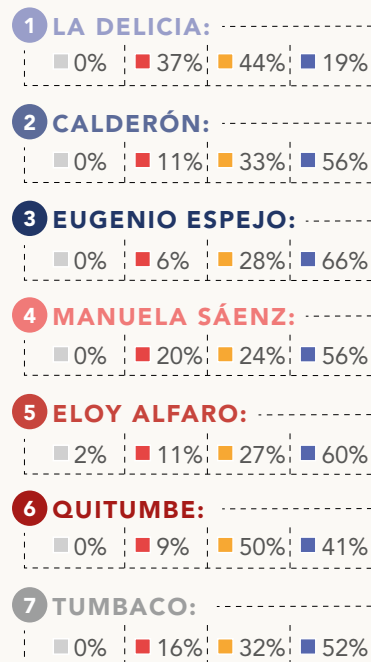 1 LA DELICIA:
0% 37% 44% 19%
2 CALDERÓN:
0% 11% 33% 56%
3 EUGENIO ESPEJO:
0% 6% 28% 66%
4 MANUELA SÁENZ:
0% 20% 24% 56%
5 ELOY ALFARO:
2% 11% 27% 60%
6 QUITUMBE:
0% 9% 50% 41%
7 TUMBACO:
0% 16% 32% 52%